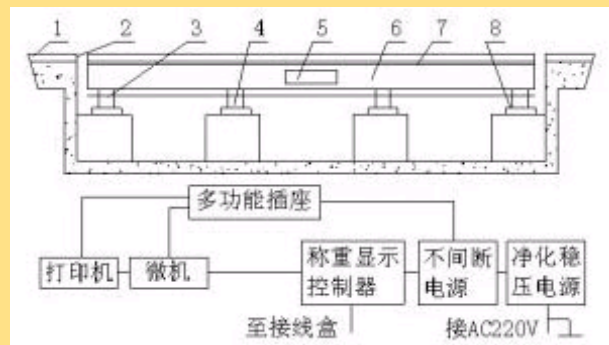 1 2 3 4 5 6 7 8
多功能插座
打印机
微机
称重显示
控制器
不间断
电源
净化稳
压电源
至接线盒
接AC220V